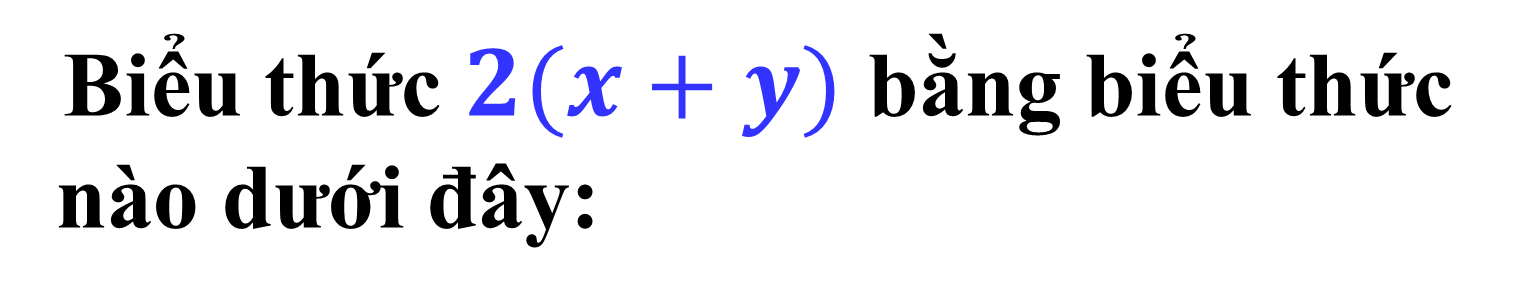 Biểu thức 2(x + y) bằng biểu thức
nào dưới đây: